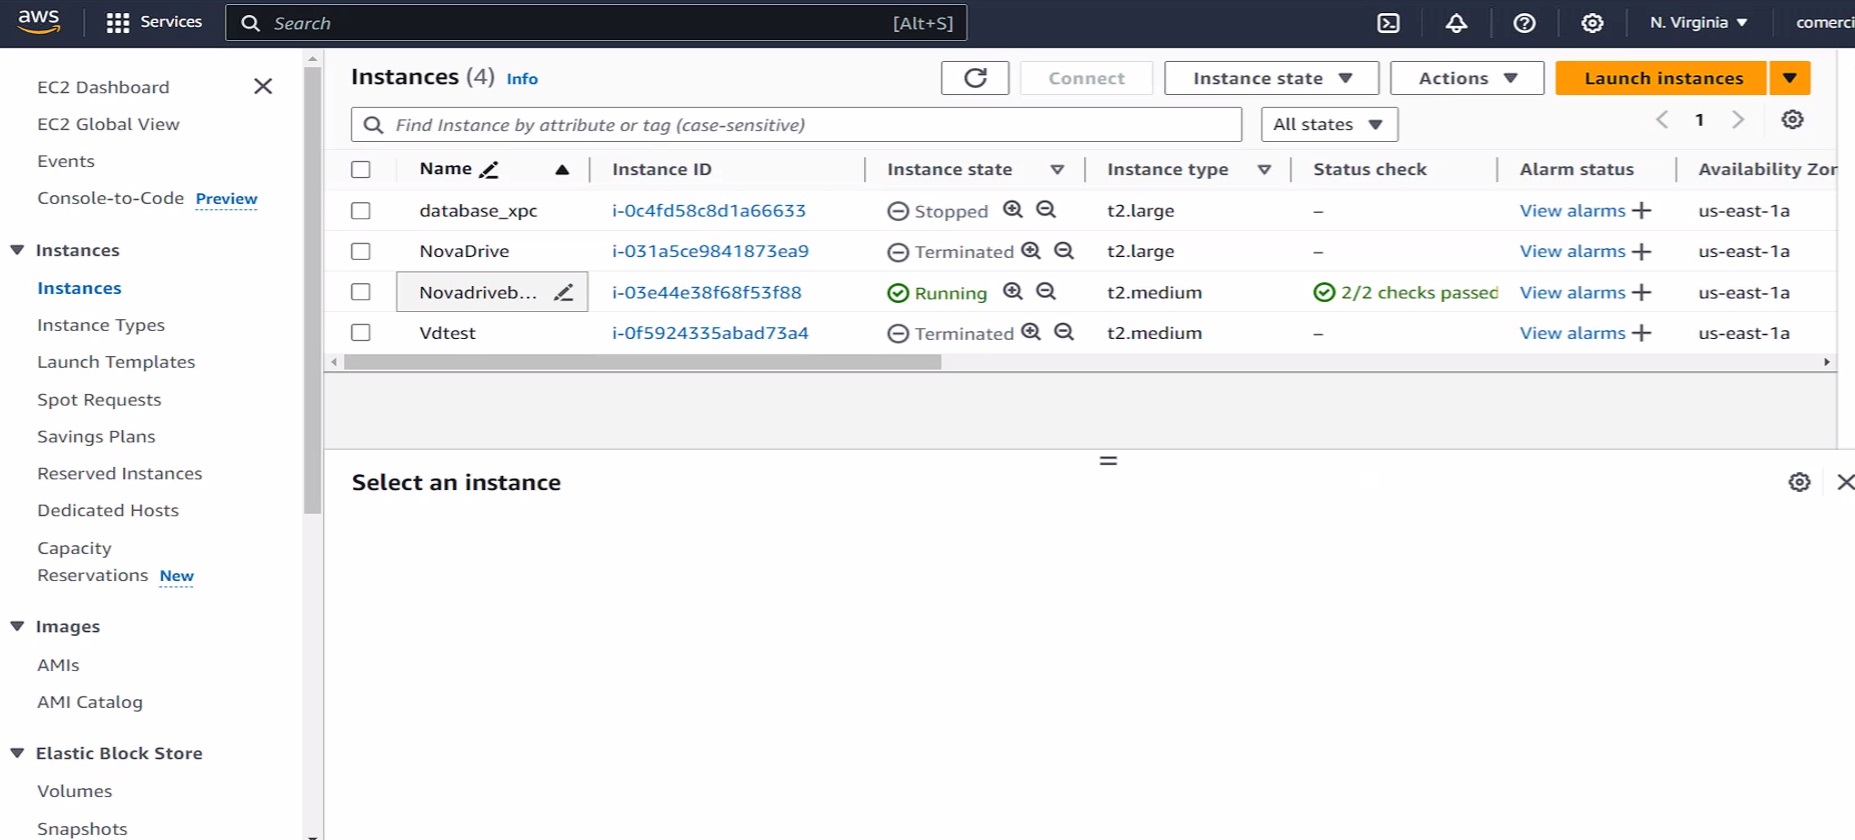 aws Services Search [Alt+S] N. Virginia comerci
EC2 Dashboard
EC2 Global View
Events
Console-to-Code Preview
Instances
Instances
Instance Types
Launch Templates
Spot Requests
Savings Plans
Reserved Instances
Dedicated Hosts
Capacity
Reservations New
Images
AMIs
AMI Catalog
Elastic Block Store
Volumes
Snapshots
Instances (4) Info Connect Instance state Actions Launch instances
Find Instance by attribute or tag (case-sensitive) All states 1
Name Instance ID Instance state Instance type Status check Alarm status Availability Zor
database_xpc i-0c4fd58c8d1a66633 Stopped t2.large – View alarms + us-east-1a
NovaDrive i-031a5ce9841873ea9 Terminated t2.large – View alarms + us-east-1a
Novadriveb... i-03e44e38f68f53f88 Running t2.medium 2/2 checks passed View alarms + us-east-1a
Vdtest i-0f5924335abad73a4 Terminated t2.medium – View alarms + us-east-1a
Select an instance